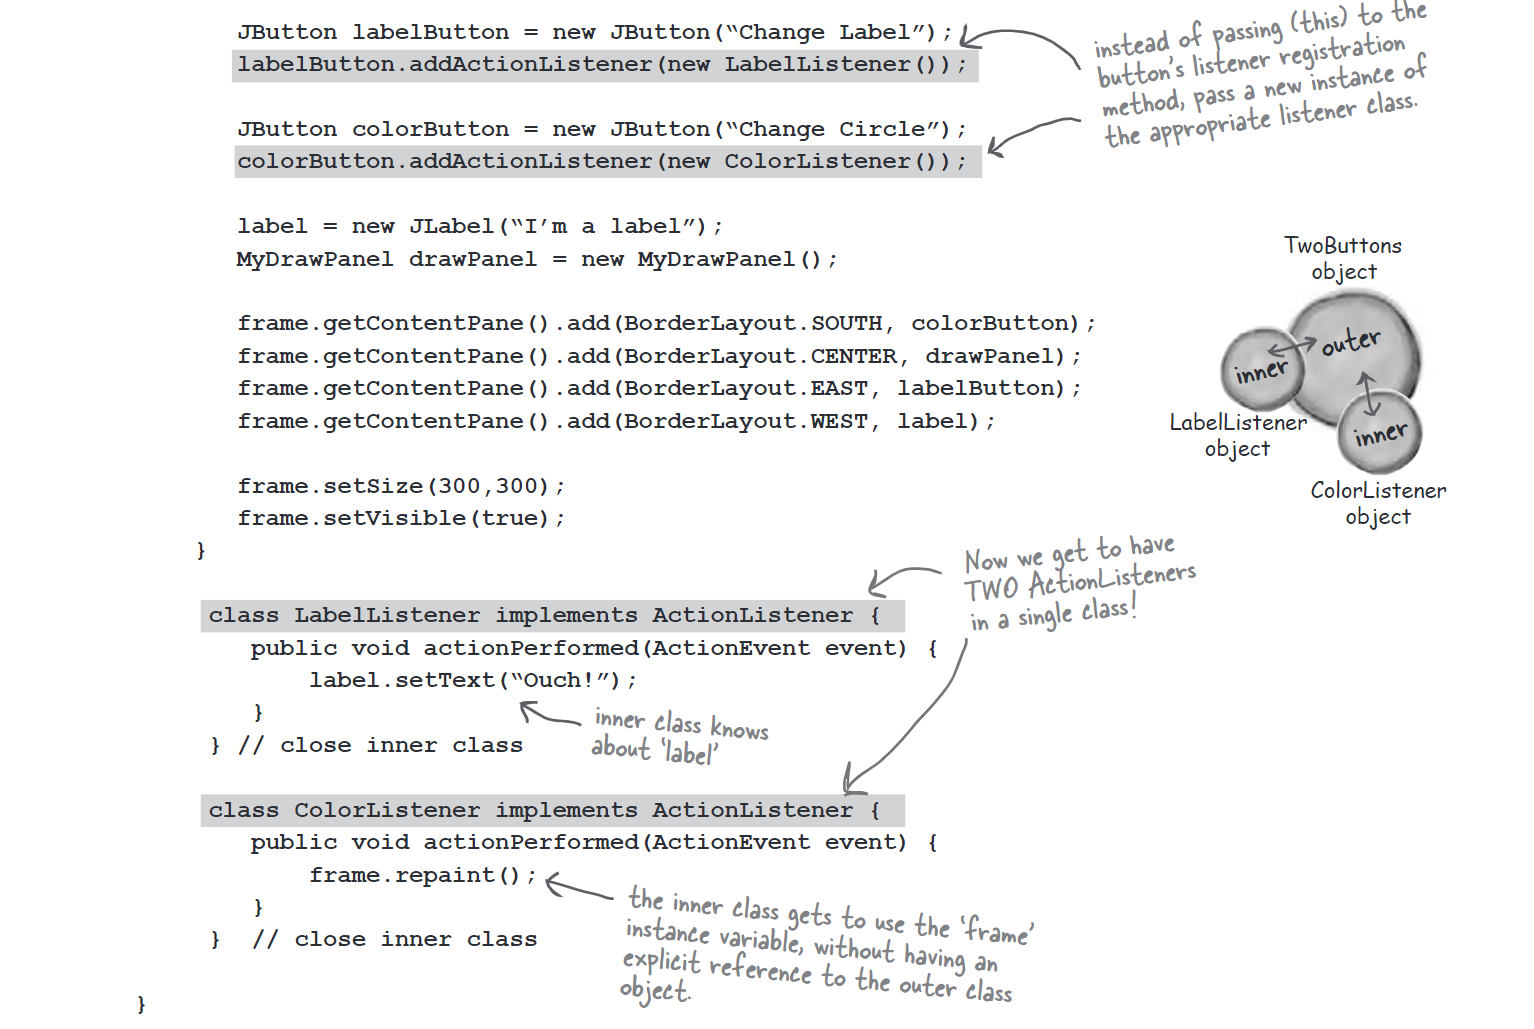 JButton labelButton = new JButton(“Change Label”);
labelButton.addActionListener(new LabelListener());
JButton colorButton = new JButton(“Change Circle”);
colorButton.addActionListener(new ColorListener());
instead of passing (this) to the
button’s listener registration
method, pass a new instance of
the appropriate listener class.
label = new JLabel(“I’m a label”);
MyDrawPanel drawPanel = new MyDrawPanel();
frame.getContentPane().add(BorderLayout.SOUTH, colorButton);
frame.getContentPane().add(BorderLayout.CENTER, drawPanel);
frame.getContentPane().add(BorderLayout.EAST, labelButton);
frame.getContentPane().add(BorderLayout.WEST, label);
TwoButtons
object
outer
inner
LabelListener
object
inner
ColorListener
object
frame.setSize(300,300);
frame.setVisible(true);
}
Now we get to have
TWO ActionListeners
in a single class!
class LabelListener implements ActionListener {
public void actionPerformed(ActionEvent event) {
label.setText(“Ouch!”);
}
} // close inner class
inner class knows
about ‘label’
class ColorListener implements ActionListener {
public void actionPerformed(ActionEvent event) {
frame.repaint();
}
} // close inner class
the inner class gets to use the ‘frame’
instance variable, without having an
explicit reference to the outer class
object.
}